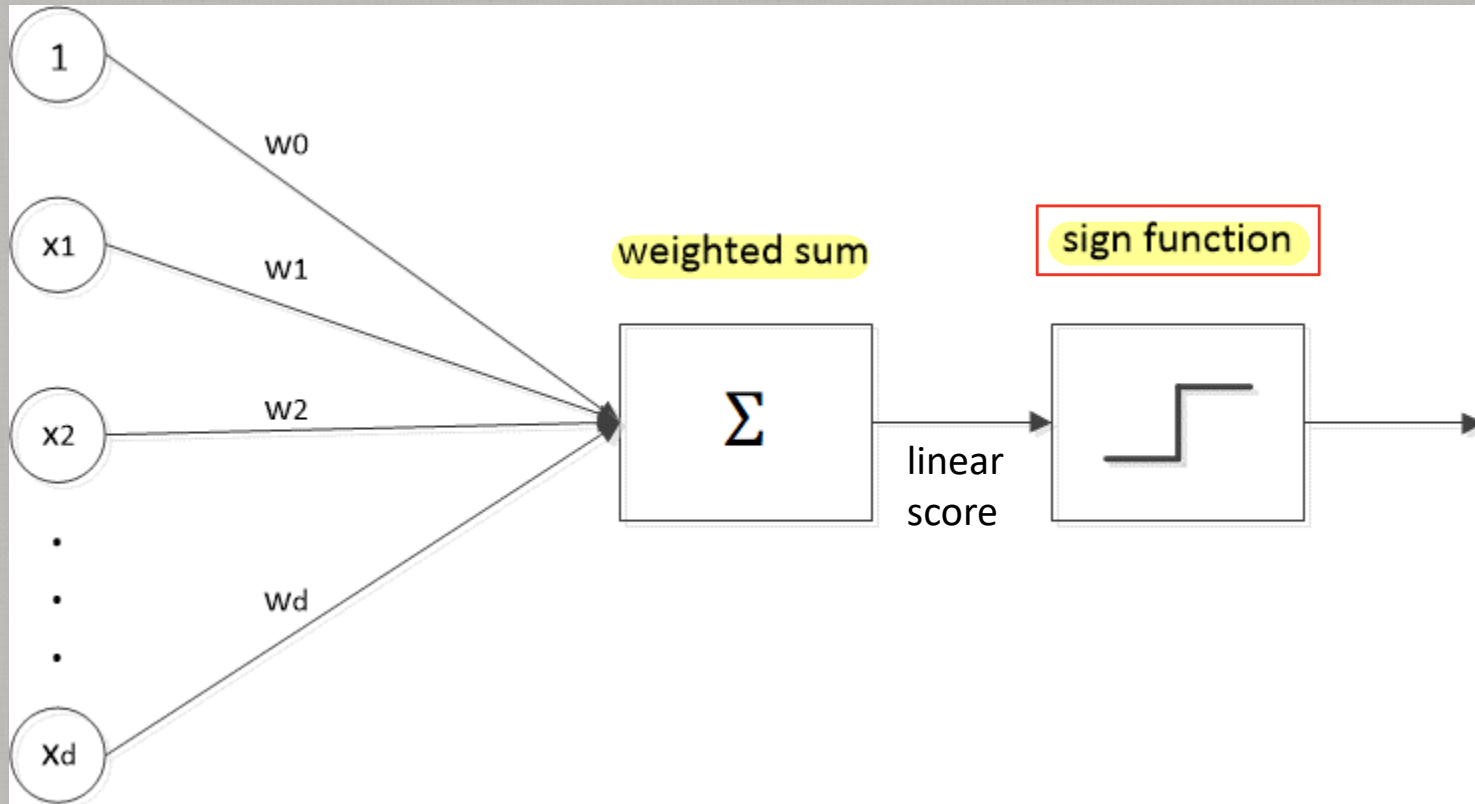 1
w0
x1
w1
weighted sum
sign function
x2
w2
Σ
linear
score
wd
xd